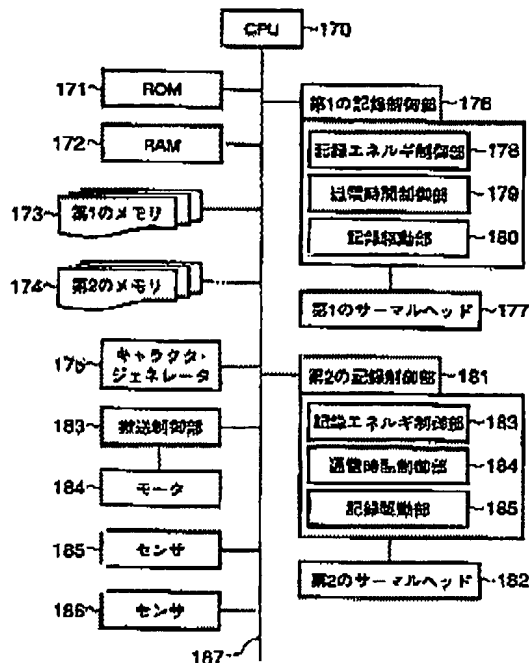 CPU 170
171 ROM
172 RAM
173 第1のメモリ
174 第2のメモリ
175 キャラクタ・
ジェネレータ
183 搬送制御部
184 モータ
185 センサ
186 センサ
187
第1の記録制御部 176
記録エネルギ制御部 178
通電時間制御部 179
記録駆動部 180
第1のサーマルヘッド 177
第2の記録制御部 181
記録エネルギ制御部 183
通電時間制御部 184
記録駆動部 185
第2のサーマルヘッド 182